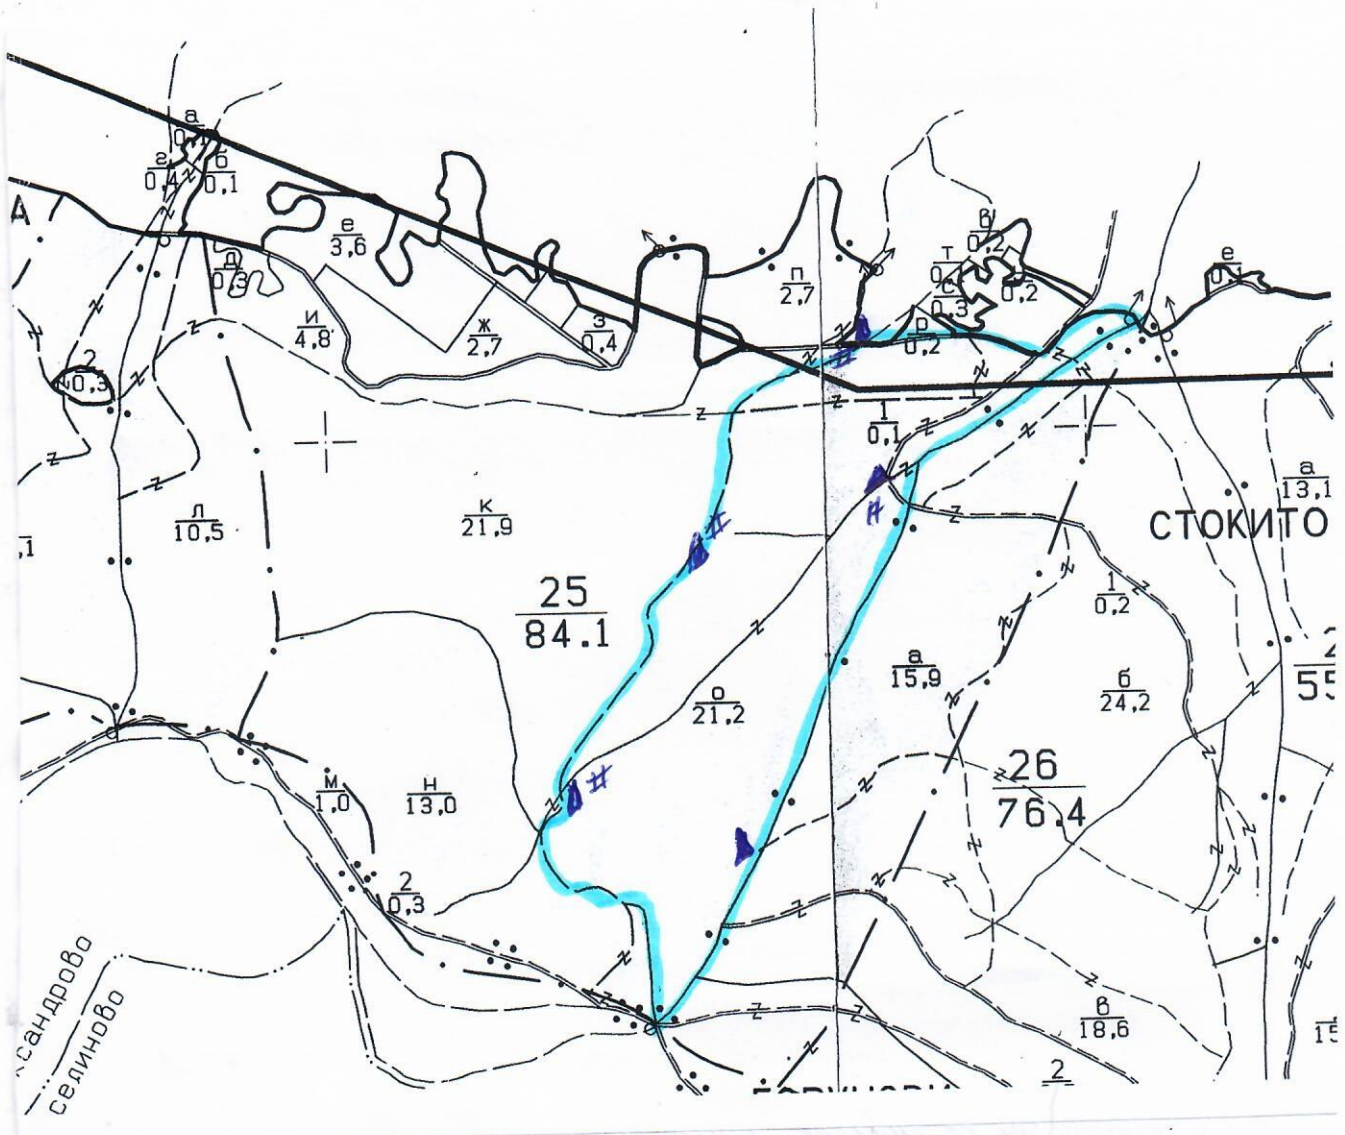 а
0,1
г
0,4
б
0,1
А
д
0,3
е
3,6
и
4,8
ж
2,7
з
0,4
п
2,7
в
0,2
т
с
0,3
0,2
р
0,2
е
0,1
2
0,3
1
0,1
а
13,1
СТОКИТО
л
10,5
к
21,9
,1
25
84.1
1
0,2
о
21,2
а
15,9
б
24,2
55
26
76.4
м
1,0
н
13,0
2
0,3
в
18,6
2
ксандрово
селиново